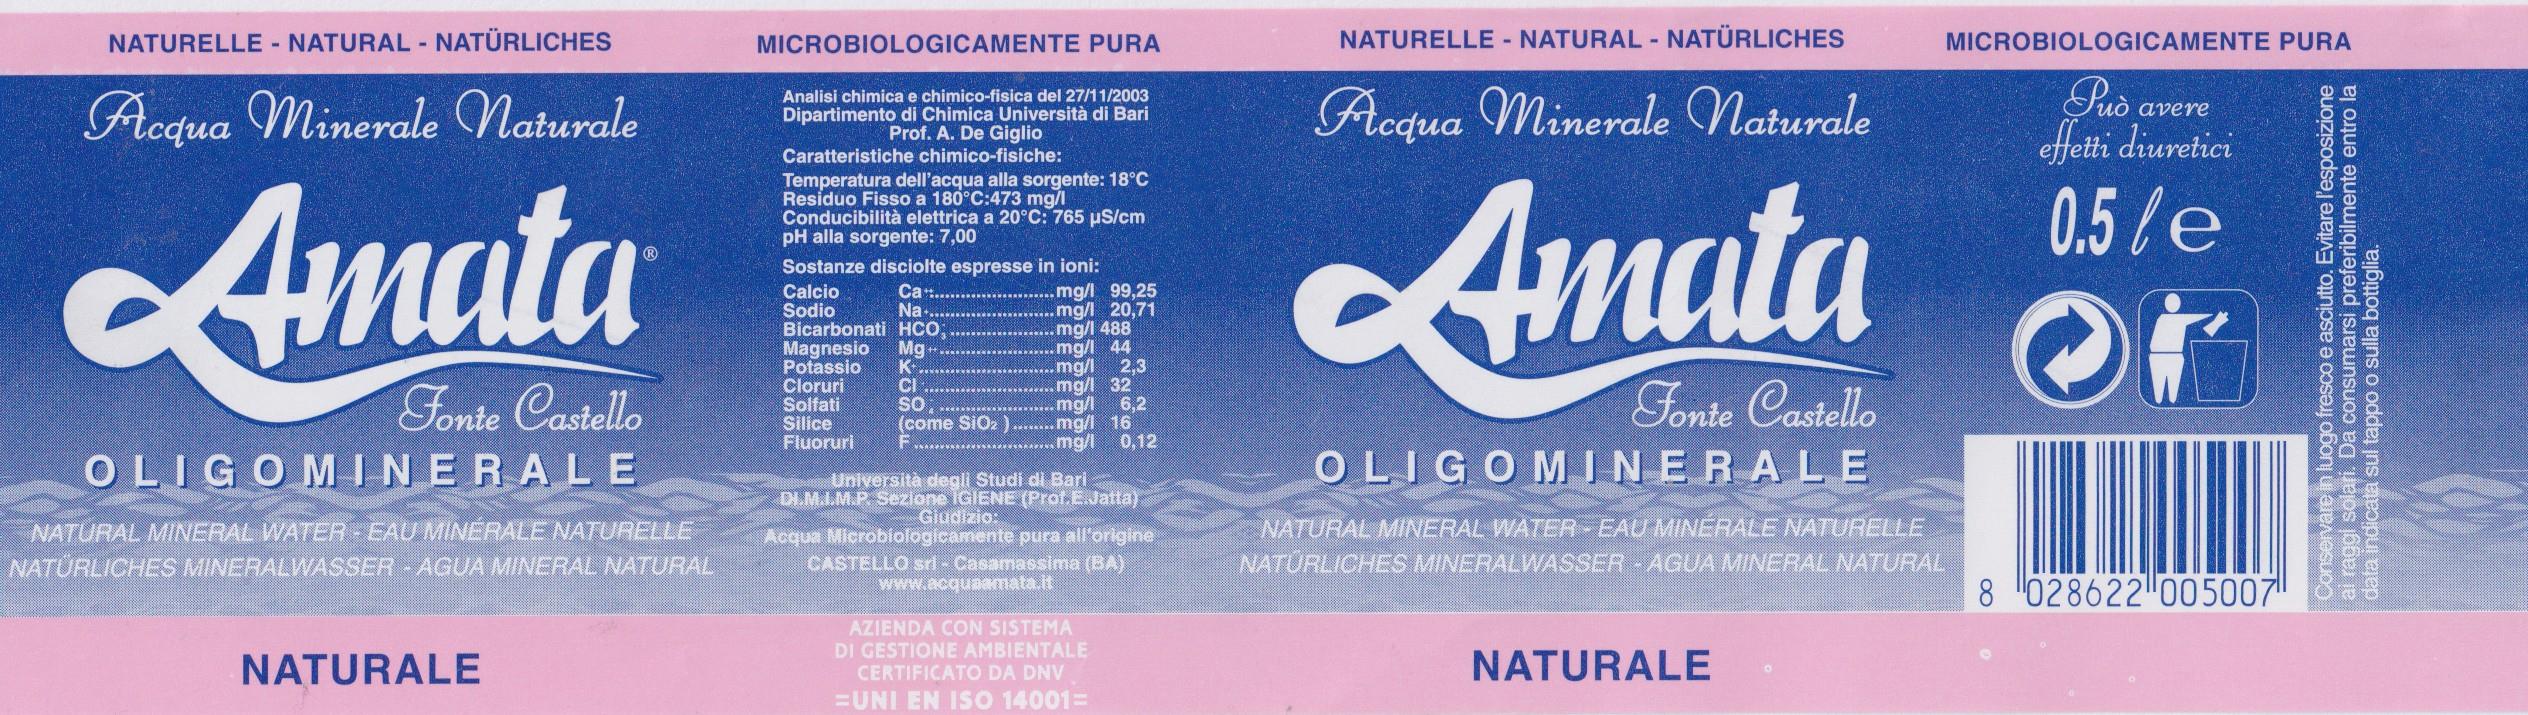 NATURELLE - NATURAL - NATÜRLICHES
Acqua Minerale Naturale
Amata®
Fonte Castello
OLIGOMINERALE
NATURAL MINERAL WATER - EAU MINÉRALE NATURELLE
NATÜRLICHES MINERALWASSER - AGUA MINERAL NATURAL
NATURALE
MICROBIOLOGICAMENTE PURA
Analisi chimica e chimico-fisica del 27/11/2003
Dipartimento di Chimica Università di Bari
Prof. A. De Giglio
Caratteristiche chimico-fisiche:
Temperatura dell'acqua alla sorgente: 18°C
Residuo Fisso a 180°C:473 mg/l
Conducibilità elettrica a 20°C: 765 µS/cm
pH alla sorgente: 7,00
Sostanze disciolte espresse in ioni:
Calcio Ca++........................mg/l 99,25
Sodio Na+........................mg/l 20,71
Bicarbonati HCO3-....................mg/l 488
Magnesio Mg++......................mg/l 44
Potassio K+..........................mg/l 2,3
Cloruri Cl-.........................mg/l 32
Solfati SO4--......................mg/l 6,2
Silice (come SiO2 )........mg/l 16
Fluoruri F-..........................mg/l 0,12
Università degli Studi di Bari
DI.M.I.M.P. Sezione IGIENE (Prof.E.Jatta)
Giudizio:
Acqua Microbiologicamente pura all'origine
CASTELLO srl - Casamassima (BA)
www.acquaamata.it
AZIENDA CON SISTEMA
DI GESTIONE AMBIENTALE
CERTIFICATO DA DNV
=UNI EN ISO 14001=
NATURELLE - NATURAL - NATÜRLICHES
Acqua Minerale Naturale
Amata
Fonte Castello
OLIGOMINERALE
NATURAL MINERAL WATER - EAU MINÉRALE NATURELLE
NATÜRLICHES MINERALWASSER - AGUA MINERAL NATURAL
NATURALE
MICROBIOLOGICAMENTE PURA
Può avere
effetti diuretici
0.5 l e
8 028622 005007
Conservare in luogo fresco e asciutto. Evitare l'esposizione
ai raggi solari. Da consumarsi preferibilmente entro la
data indicata sul tappo o sulla bottiglia.